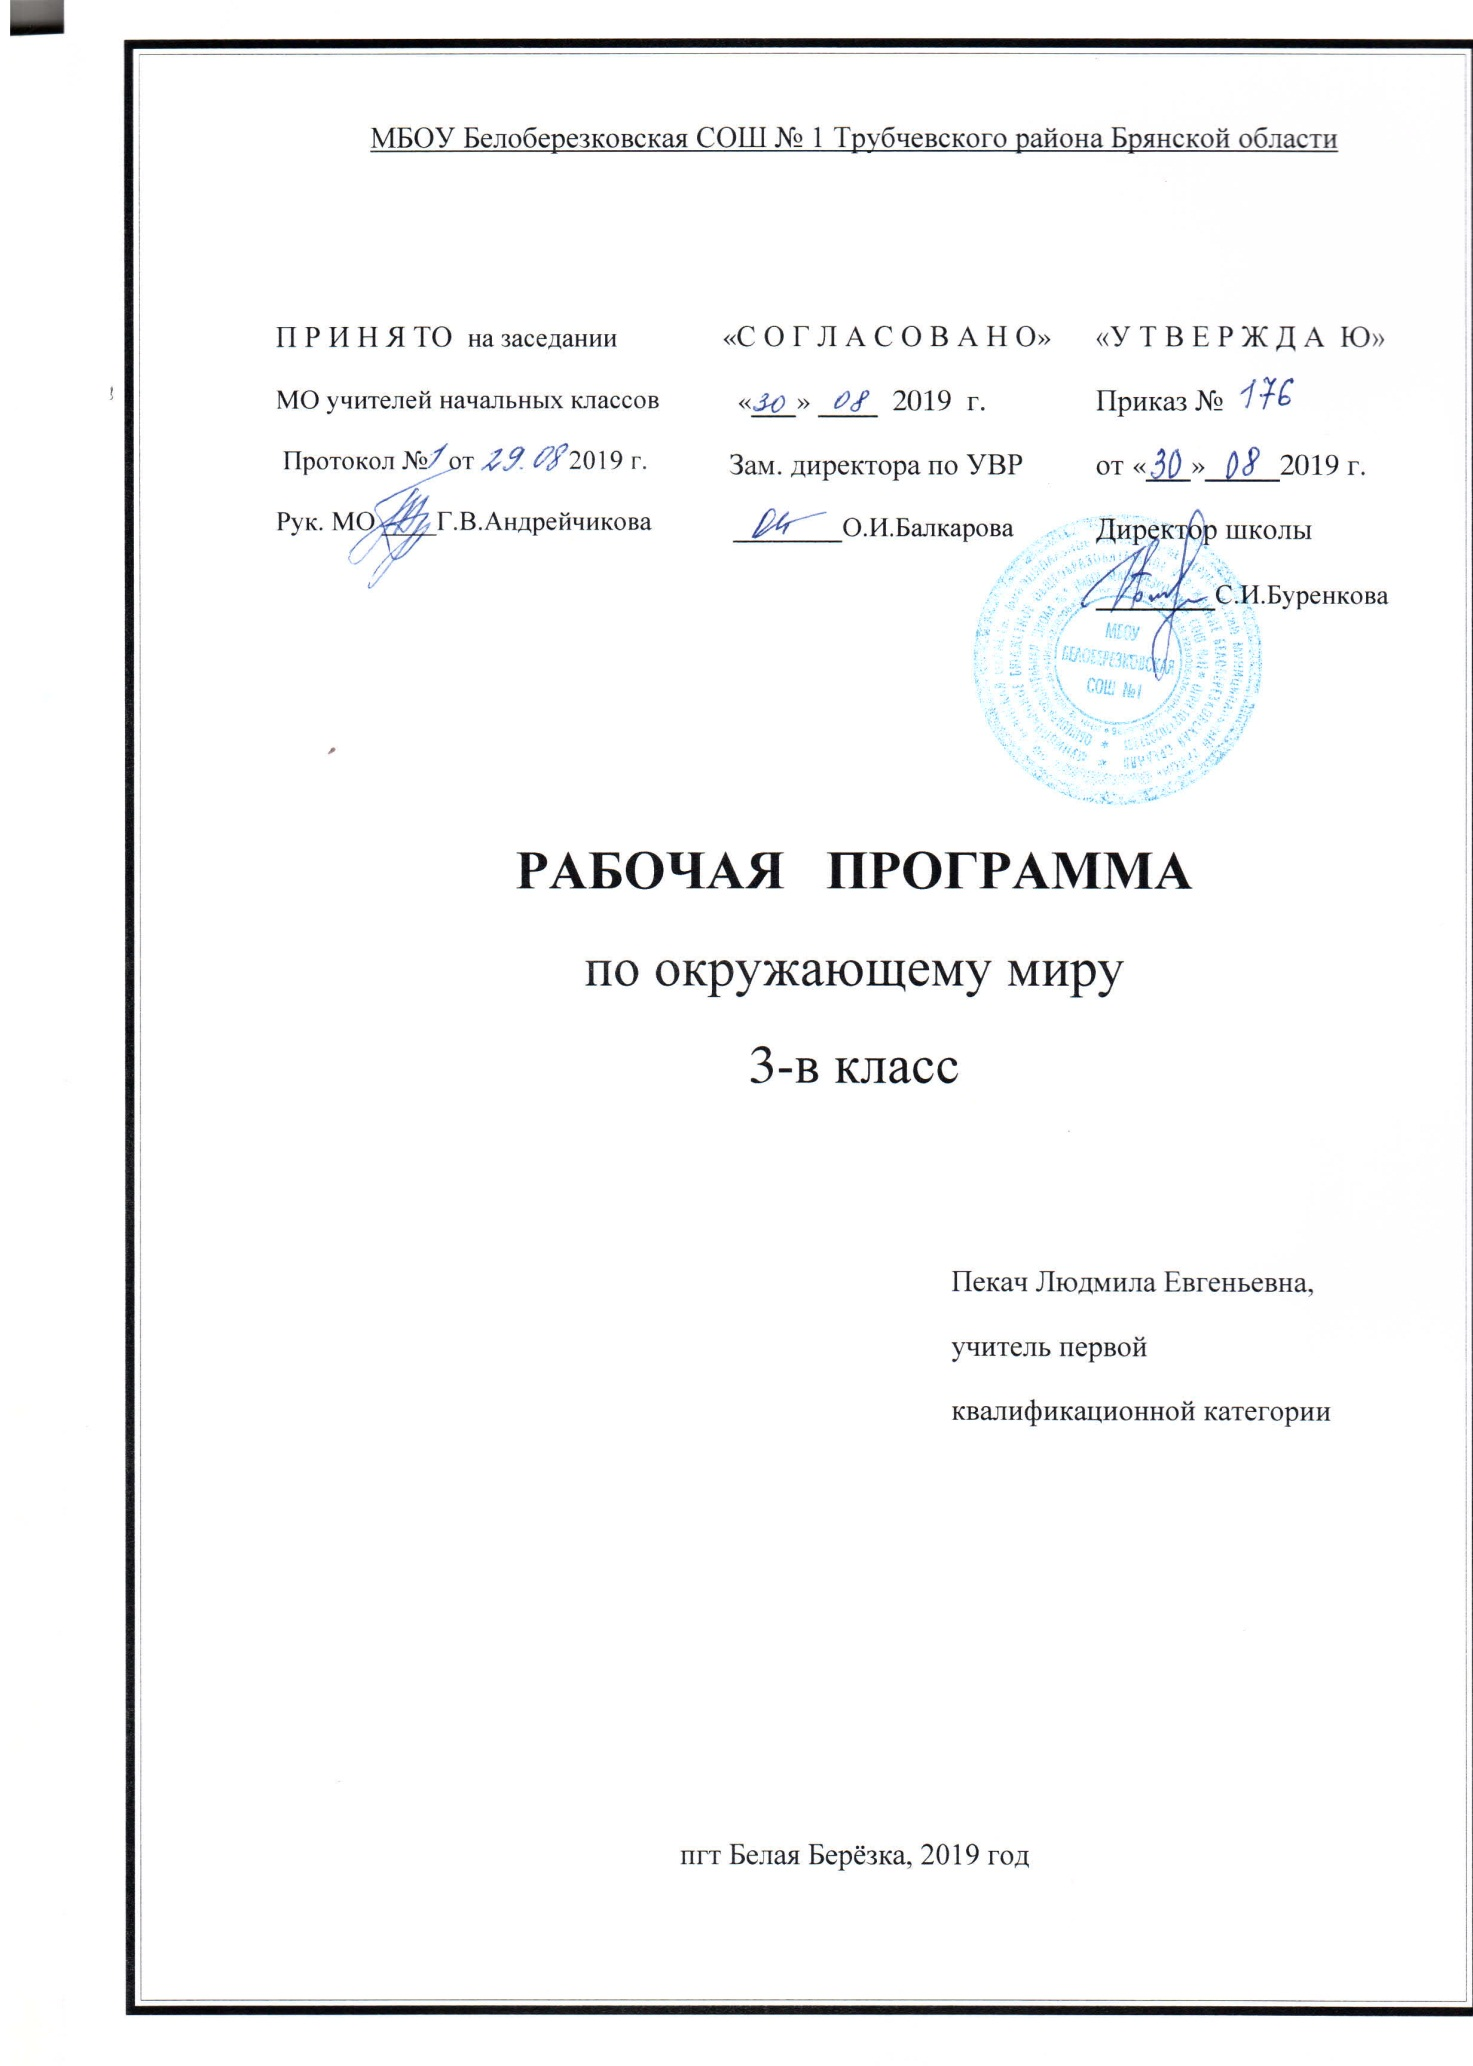 МБОУ Белоберезковская СОШ № 1 Трубчевского района Брянской области
П Р И Н Я ТО на заседании
МО учителей начальных классов
Протокол №1 от 29.08 2019 г.
Рук. МО ____Г.В.Андрейчикова
«С О Г Л А С О В А Н О»
«30» 08 2019 г.
Зам. директора по УВР
________О.И.Балкарова
«У Т В Е Р Ж Д А Ю»
Приказ № 176
от «30» 08 2019 г.
Директор школы
________С.И.Буренкова
МБОУ
БЕЛОБЕРЕЗКОВСКАЯ
СОШ №1
РАБОЧАЯ ПРОГРАММА
по окружающему миру
3-в класс
Пекач Людмила Евгеньевна,
учитель первой
квалификационной категории
пгт Белая Берёзка, 2019 год